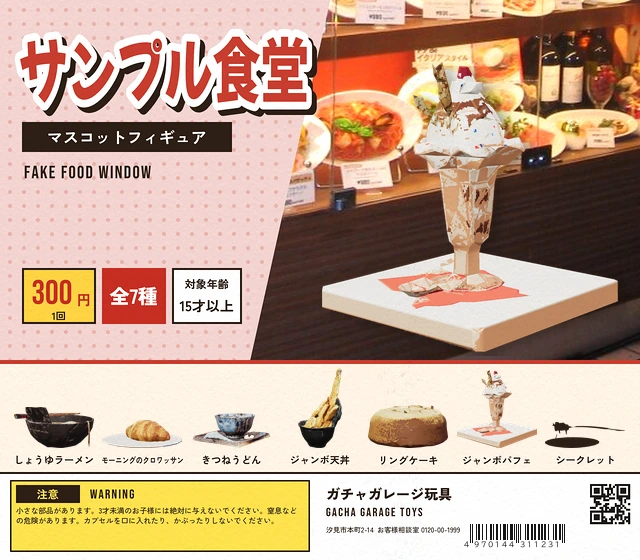 サンプル食堂
マスコットフィギュア
FAKE FOOD WINDOW
300円
1回
全7種
対象年齢
15才以上
イタリアスタイル
しょうゆラーメン
モーニングのクロワッサン
きつねうどん
ジャンボ天丼
リングケーキ
ジャンボパフェ
シークレット
注意 WARNING
小さな部品があります。3才未満のお子様には絶対に与えないでください。窒息など
の危険があります。カプセルを口に入れたり、かぶったりしないでください。
ガチャガレージ玩具
GACHA GARAGE TOYS
汐見市本町2-14 お客様相談室 0120-00-1999
4 970144 311231